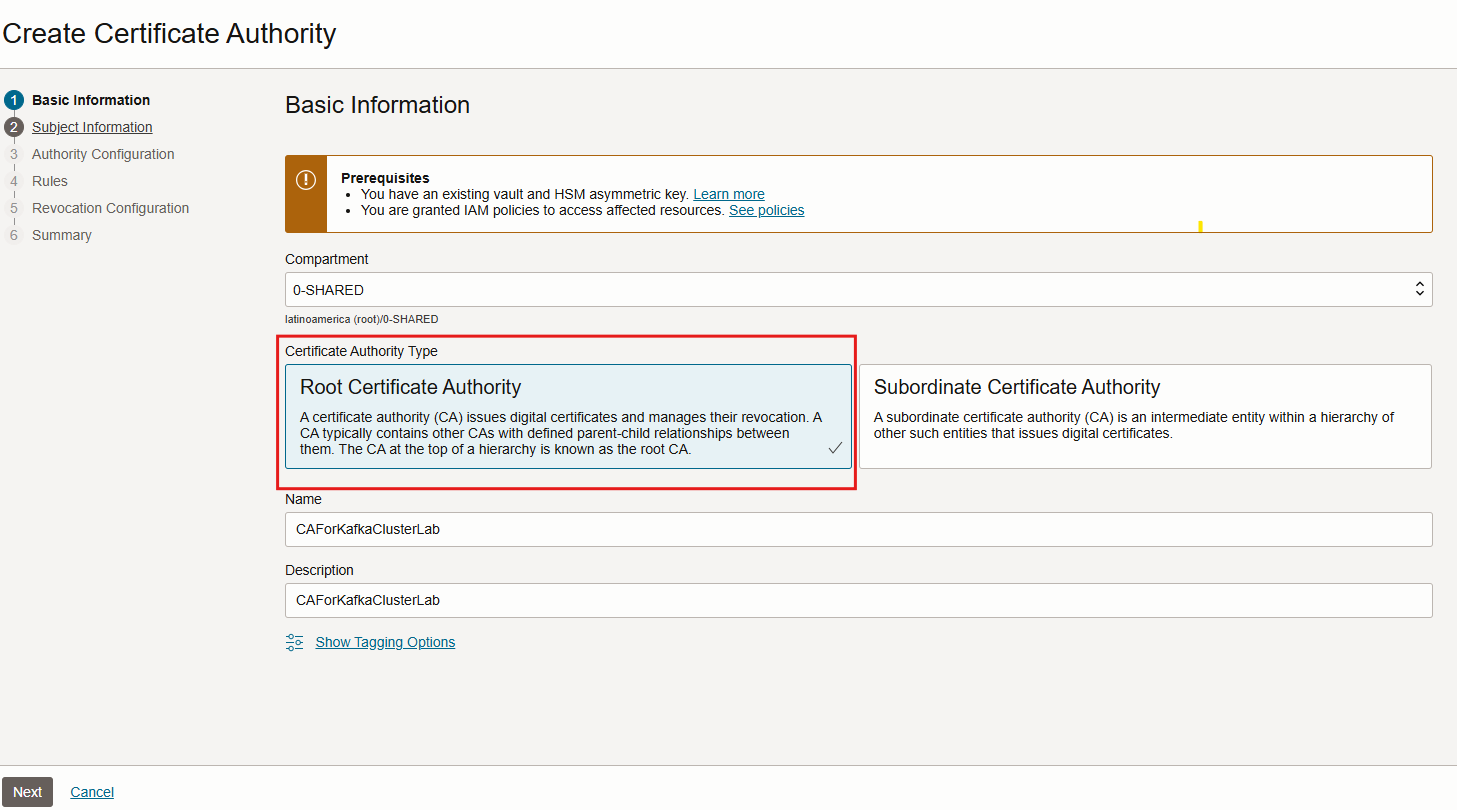 Create Certificate Authority
1 Basic Information
2 Subject Information
3 Authority Configuration
4 Rules
5 Revocation Configuration
6 Summary
Basic Information
Prerequisites
• You have an existing vault and HSM asymmetric key. Learn more
• You are granted IAM policies to access affected resources. See policies
Compartment
0-SHARED
latinoamerica (root)/0-SHARED
Certificate Authority Type
Root Certificate Authority
A certificate authority (CA) issues digital certificates and manages their revocation. A
CA typically contains other CAs with defined parent-child relationships between
them. The CA at the top of a hierarchy is known as the root CA.
Subordinate Certificate Authority
A subordinate certificate authority (CA) is an intermediate entity within a hierarchy of
other such entities that issues digital certificates.
Name
CAForKafkaClusterLab
Description
CAForKafkaClusterLab
Show Tagging Options
Next
Cancel